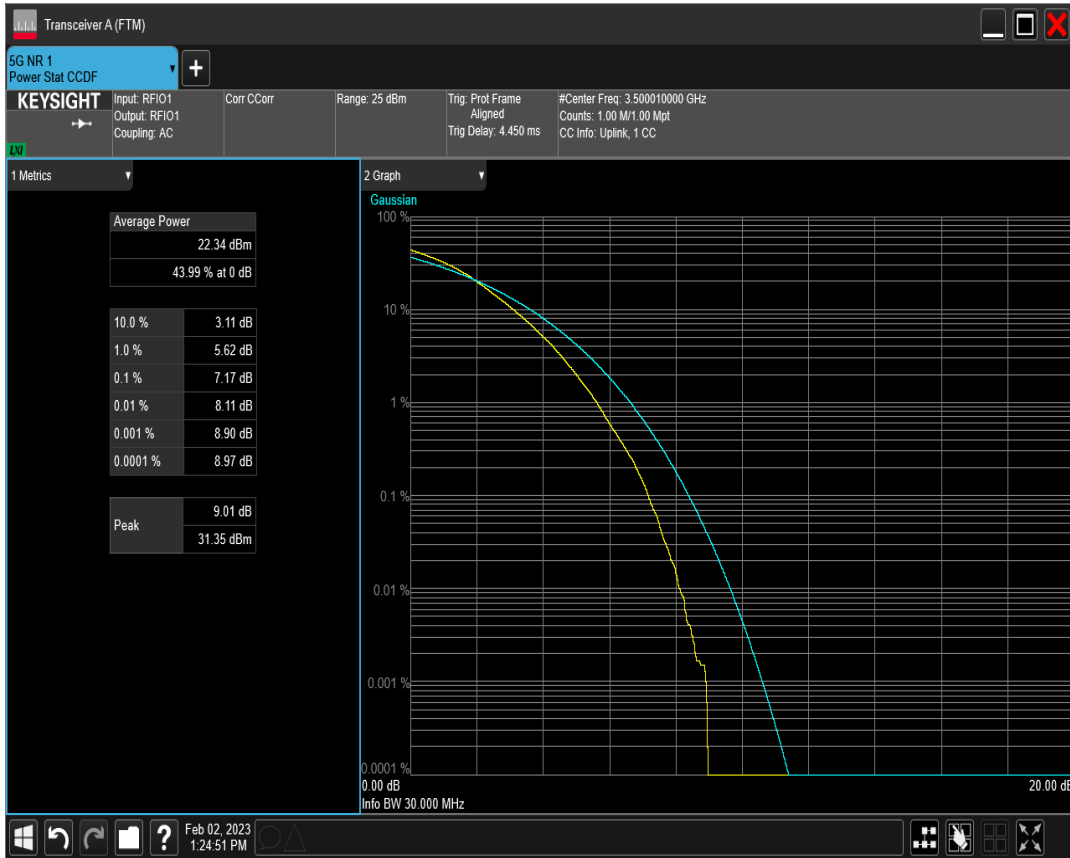 Transceiver A (FTM)
5G NR 1
Power Stat CCDF
KEYSIGHT
LXI
Input: RFIO1
Output: RFIO1
Coupling: AC
Corr CCorr
Range: 25 dBm
Trig: Prot Frame
Aligned
Trig Delay: 4.450 ms
#Center Freq: 3.500010000 GHz
Counts: 1.00 M/1.00 Mpt
CC Info: Uplink, 1 CC
1 Metrics
Average Power
22.34 dBm
43.99 % at 0 dB
10.0 % 3.11 dB
1.0 % 5.62 dB
0.1 % 7.17 dB
0.01 % 8.11 dB
0.001 % 8.90 dB
0.0001 % 8.97 dB
Peak
9.01 dB
31.35 dBm
2 Graph
Gaussian
100 %
10 %
1 %
0.1 %
0.01 %
0.001 %
0.0001 %
0.00 dB 20.00 dB
Info BW 30.000 MHz
?
Feb 02, 2023
1:24:51 PM